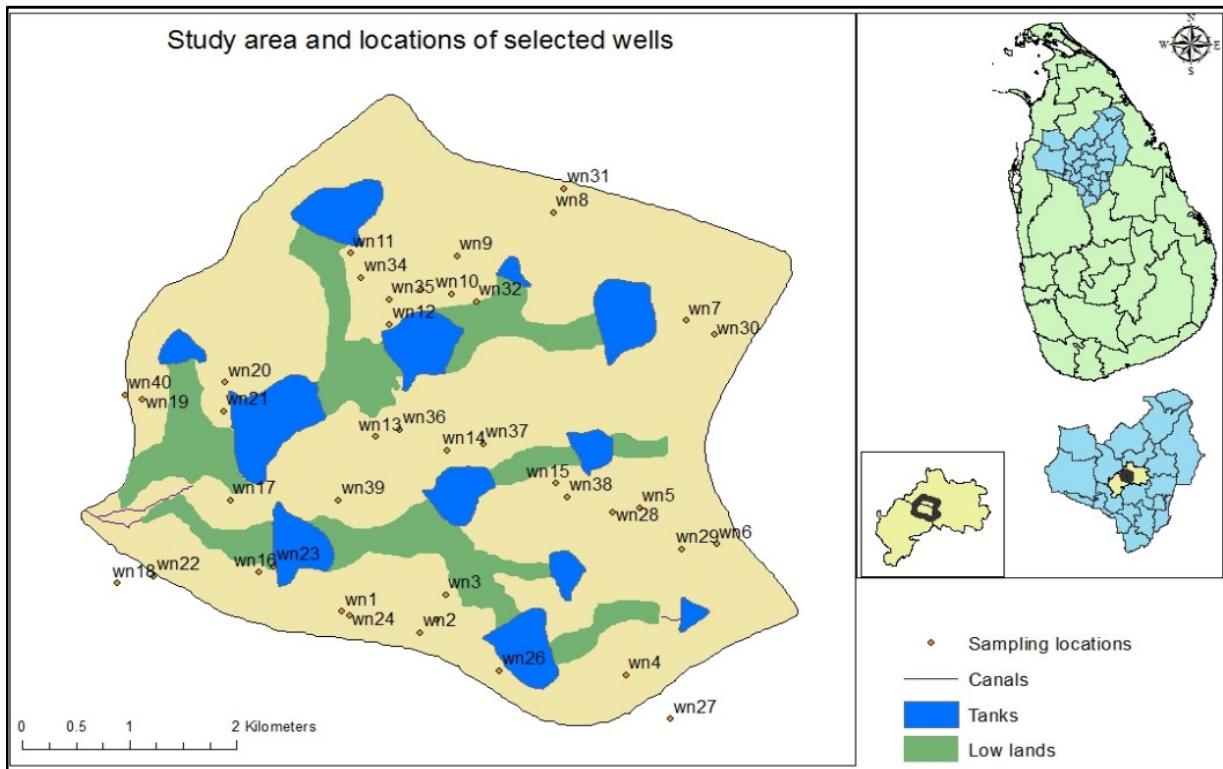 Study area and locations of selected wells
N
W E
S
wn31
wn8
wn11
wn9
wn34
wn35
wn10
wn32
wn12
wn7
wn30
wn20
wn40
wn19
wn21
wn13
wn36
wn14
wn37
wn15
wn38
wn17
wn39
wn5
wn28
wn29
wn6
wn16
wn23
wn18
wn22
wn3
wn1
wn24
wn2
wn26
wn4
wn27
0 0.5 1 2 Kilometers
Sampling locations
Canals
Tanks
Low lands